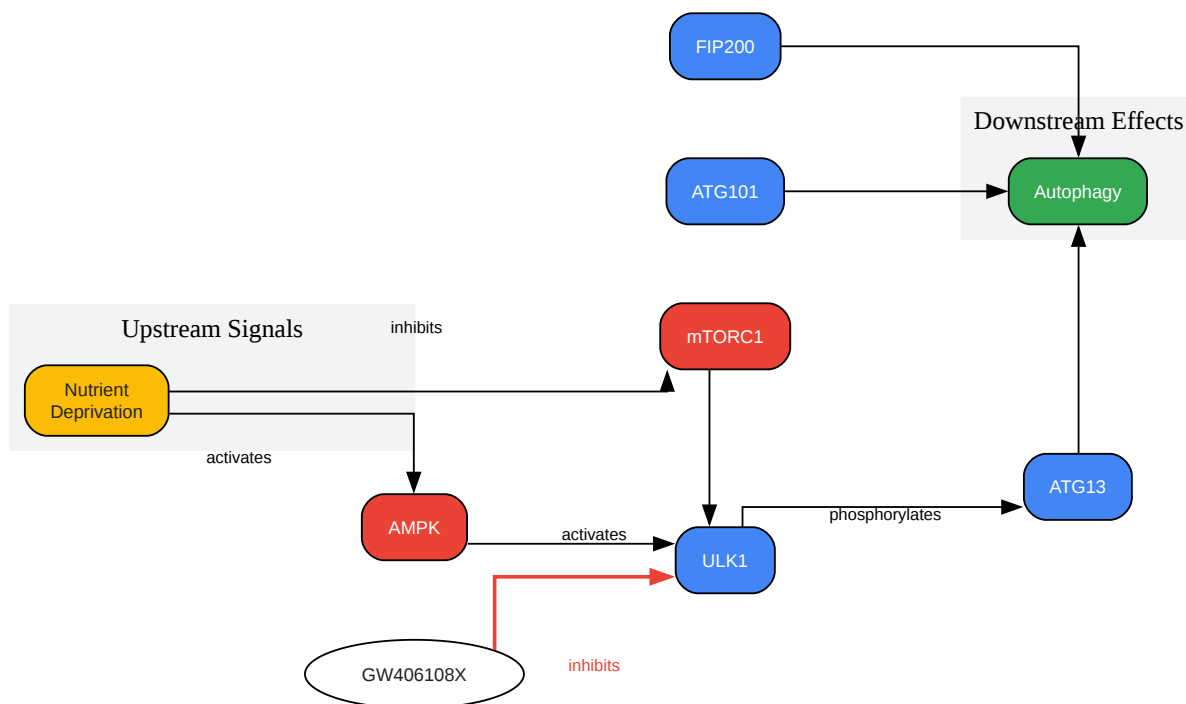 FIP200
Downstream Effects
ATG101
Autophagy
Upstream Signals
inhibits
mTORC1
Nutrient
Deprivation
activates
ATG13
phosphorylates
AMPK
activates
ULK1
GW406108X
inhibits